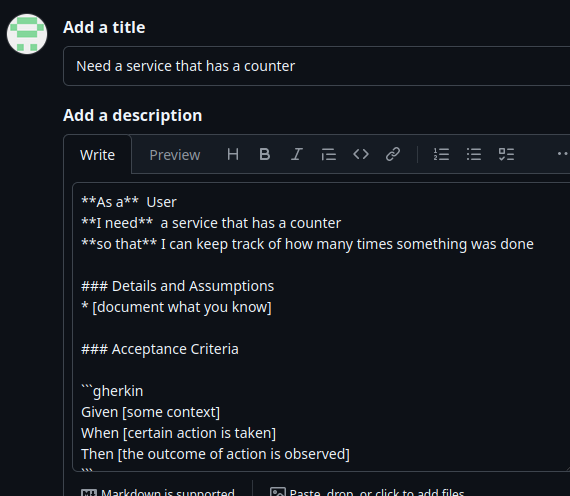 Add a title
Need a service that has a counter
Add a description
Write Preview H B I
**As a**  User
**I need**  a service that has a counter
**so that** I can keep track of how many times something was done
### Details and Assumptions
* [document what you know]
### Acceptance Criteria
```gherkin
Given [some context]
When [certain action is taken]
Then [the outcome of action is observed]
```
Markdown is supported Paste, drop, or click to add files